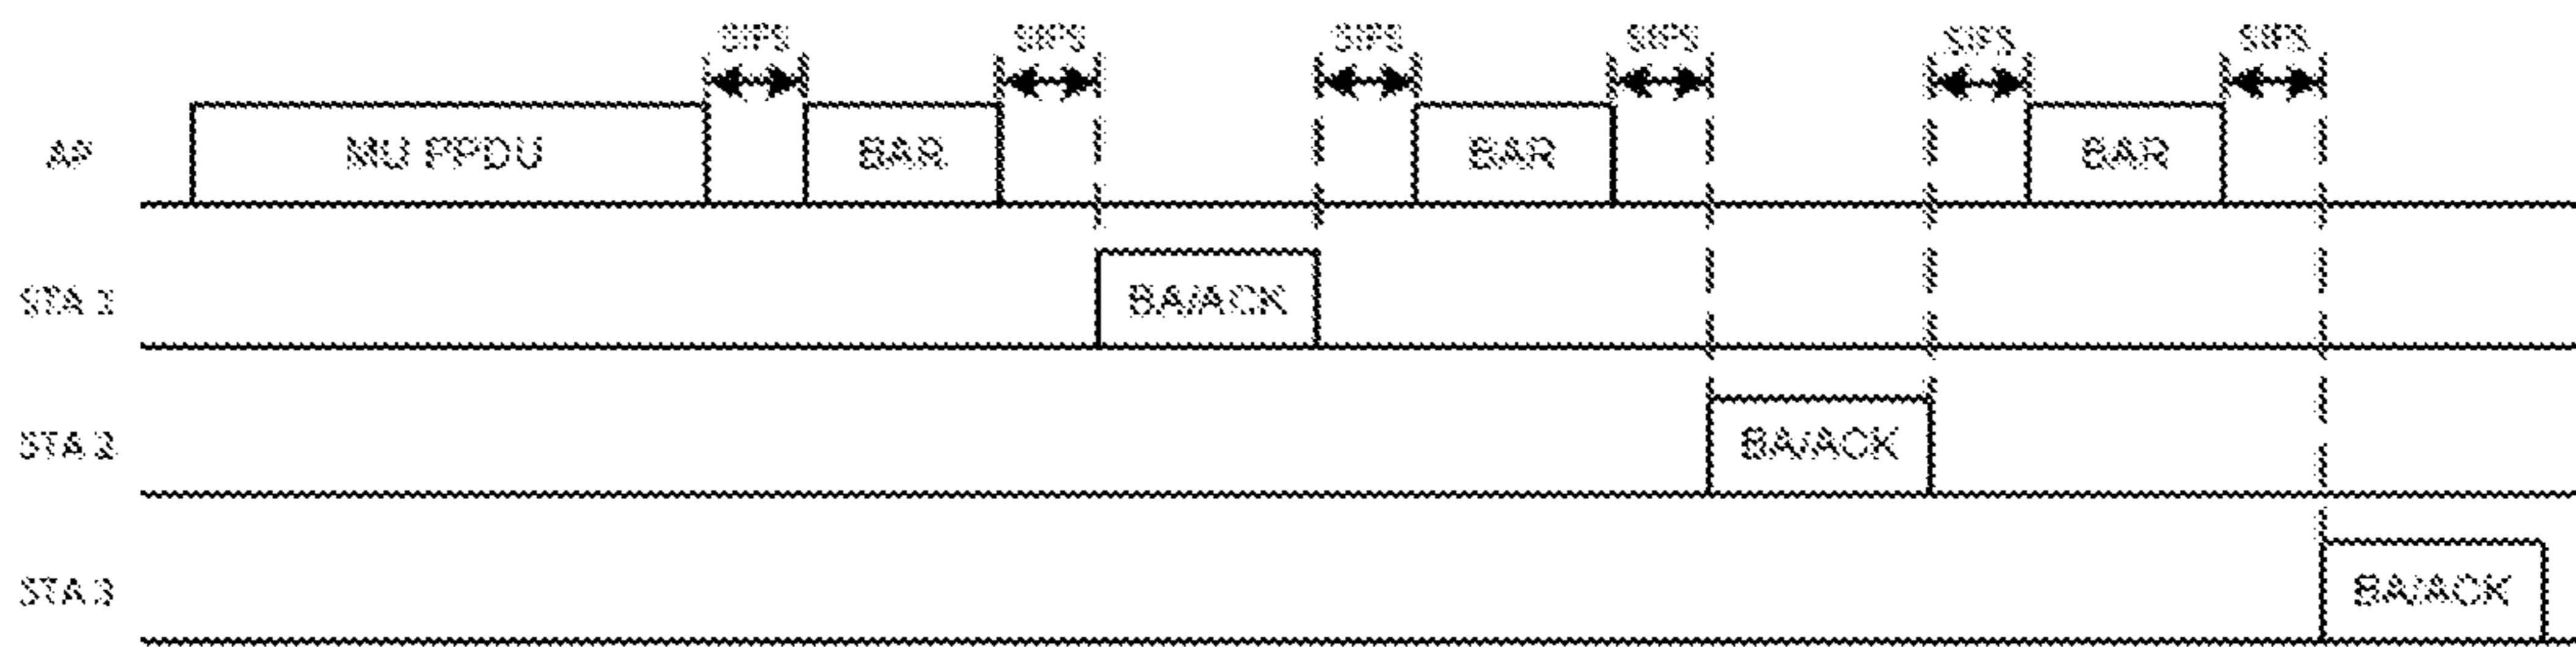 SIFS SIFS SIFS SIFS SIFS SIFS
AP MU PPDU BAR BAR BAR
STA 1 BA/ACK
STA 2 BA/ACK
STA 3 BA/ACK